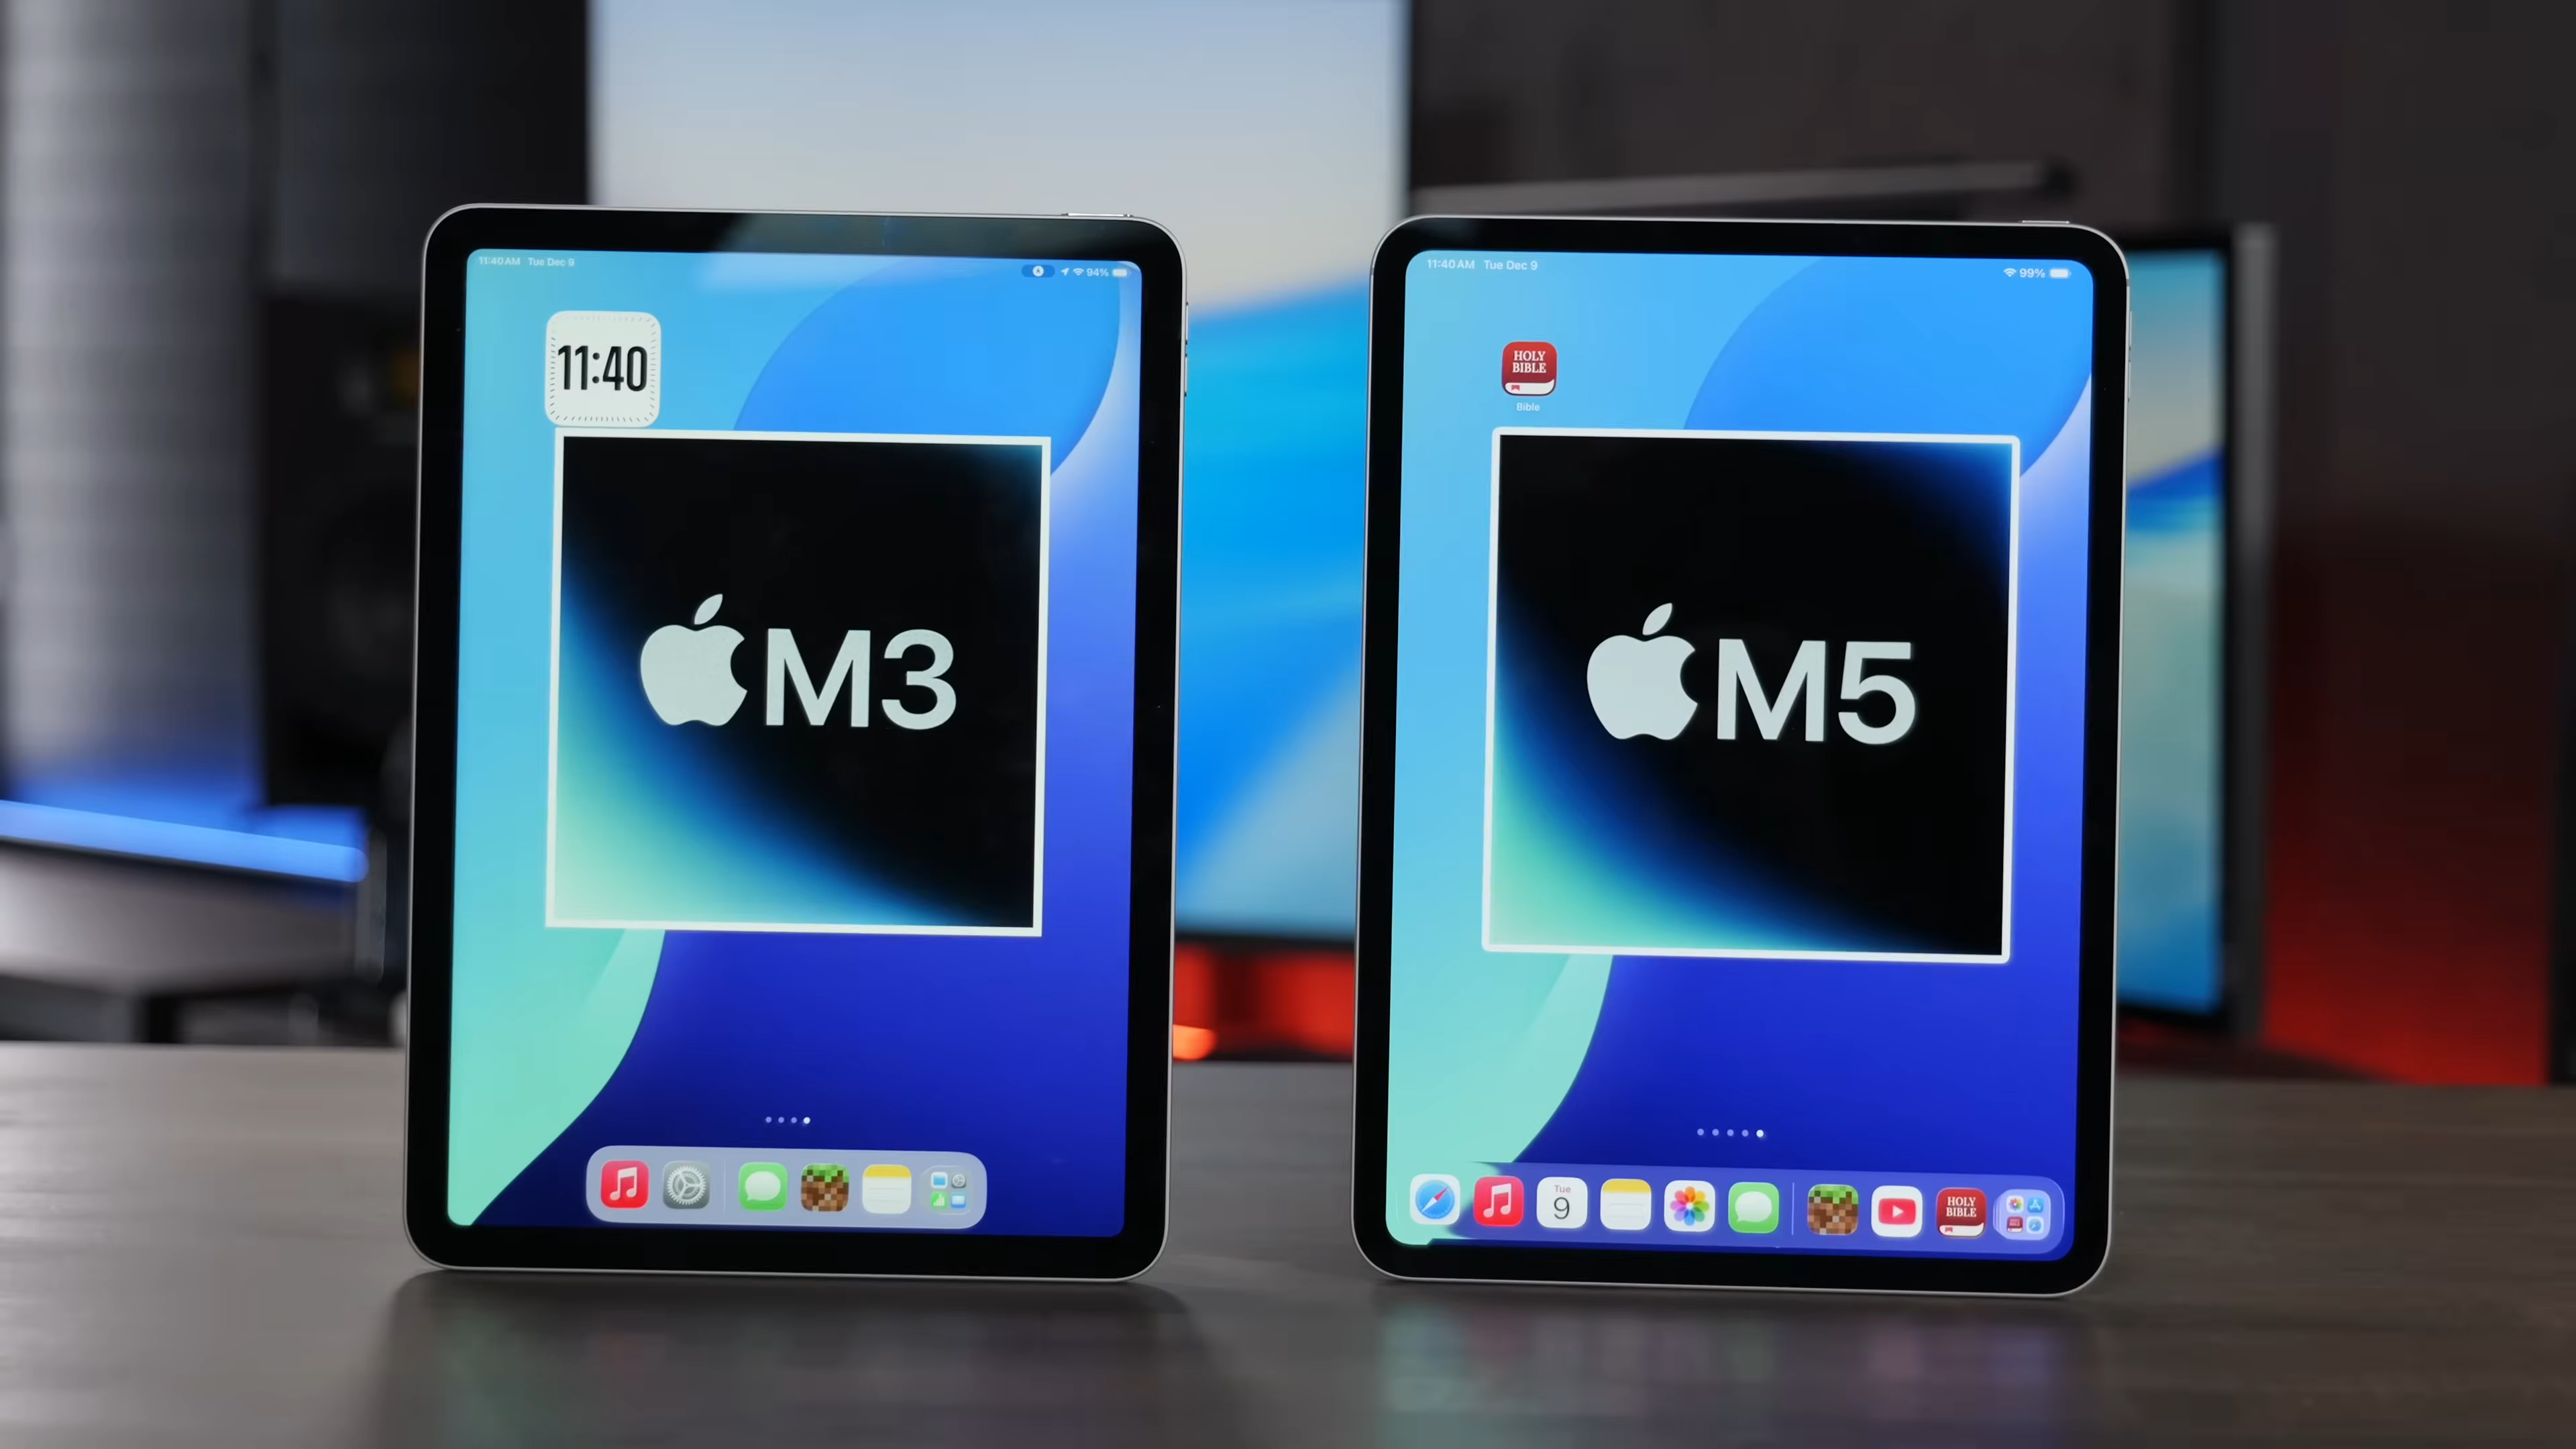 11:40 AM Tue Dec 9
94%
11:40
M3
11:40 AM Tue Dec 9
99%
HOLY
BIBLE
Bible
M5
Tue
9
HOLY
BIBLE